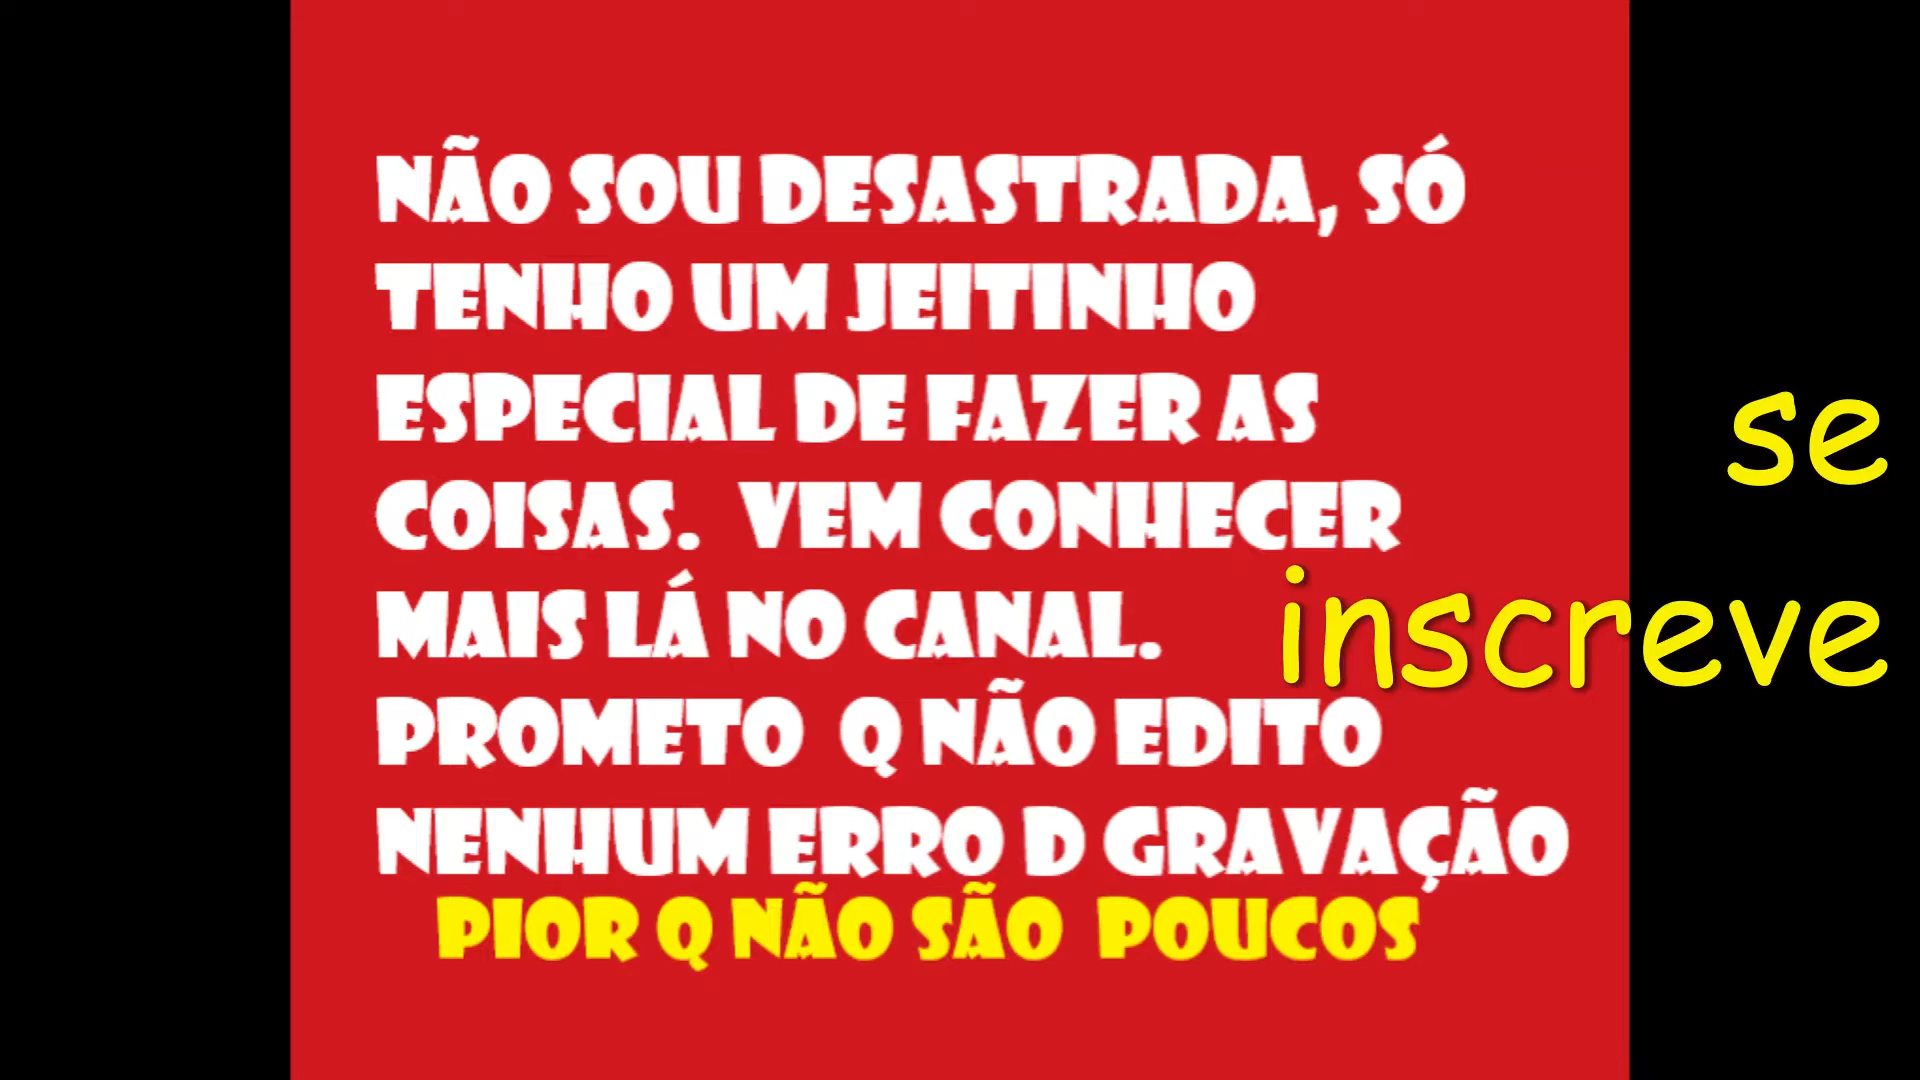 NÃO SOU DESASTRADA, SÓ
TENHO UM JEITINHO
ESPECIAL DE FAZER AS
COISAS. VEM CONHECER
MAIS LÁ NO CANAL.
PROMETO Q NÃO EDITO
NENHUM ERRO D GRAVAÇÃO
PIOR Q NÃO SÃO POUCOS
se
inscreve